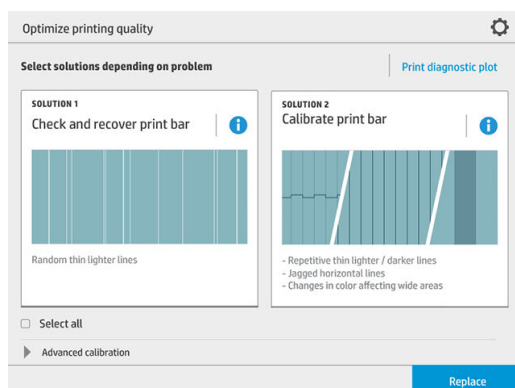 Optimize printing quality
Select solutions depending on problem
Print diagnostic plot
SOLUTION 1
Check and recover print bar
Random thin lighter lines
SOLUTION 2
Calibrate print bar
- Repetitive thin lighter / darker lines
- Jagged horizontal lines
- Changes in color affecting wide areas
Select all
Advanced calibration
Replace